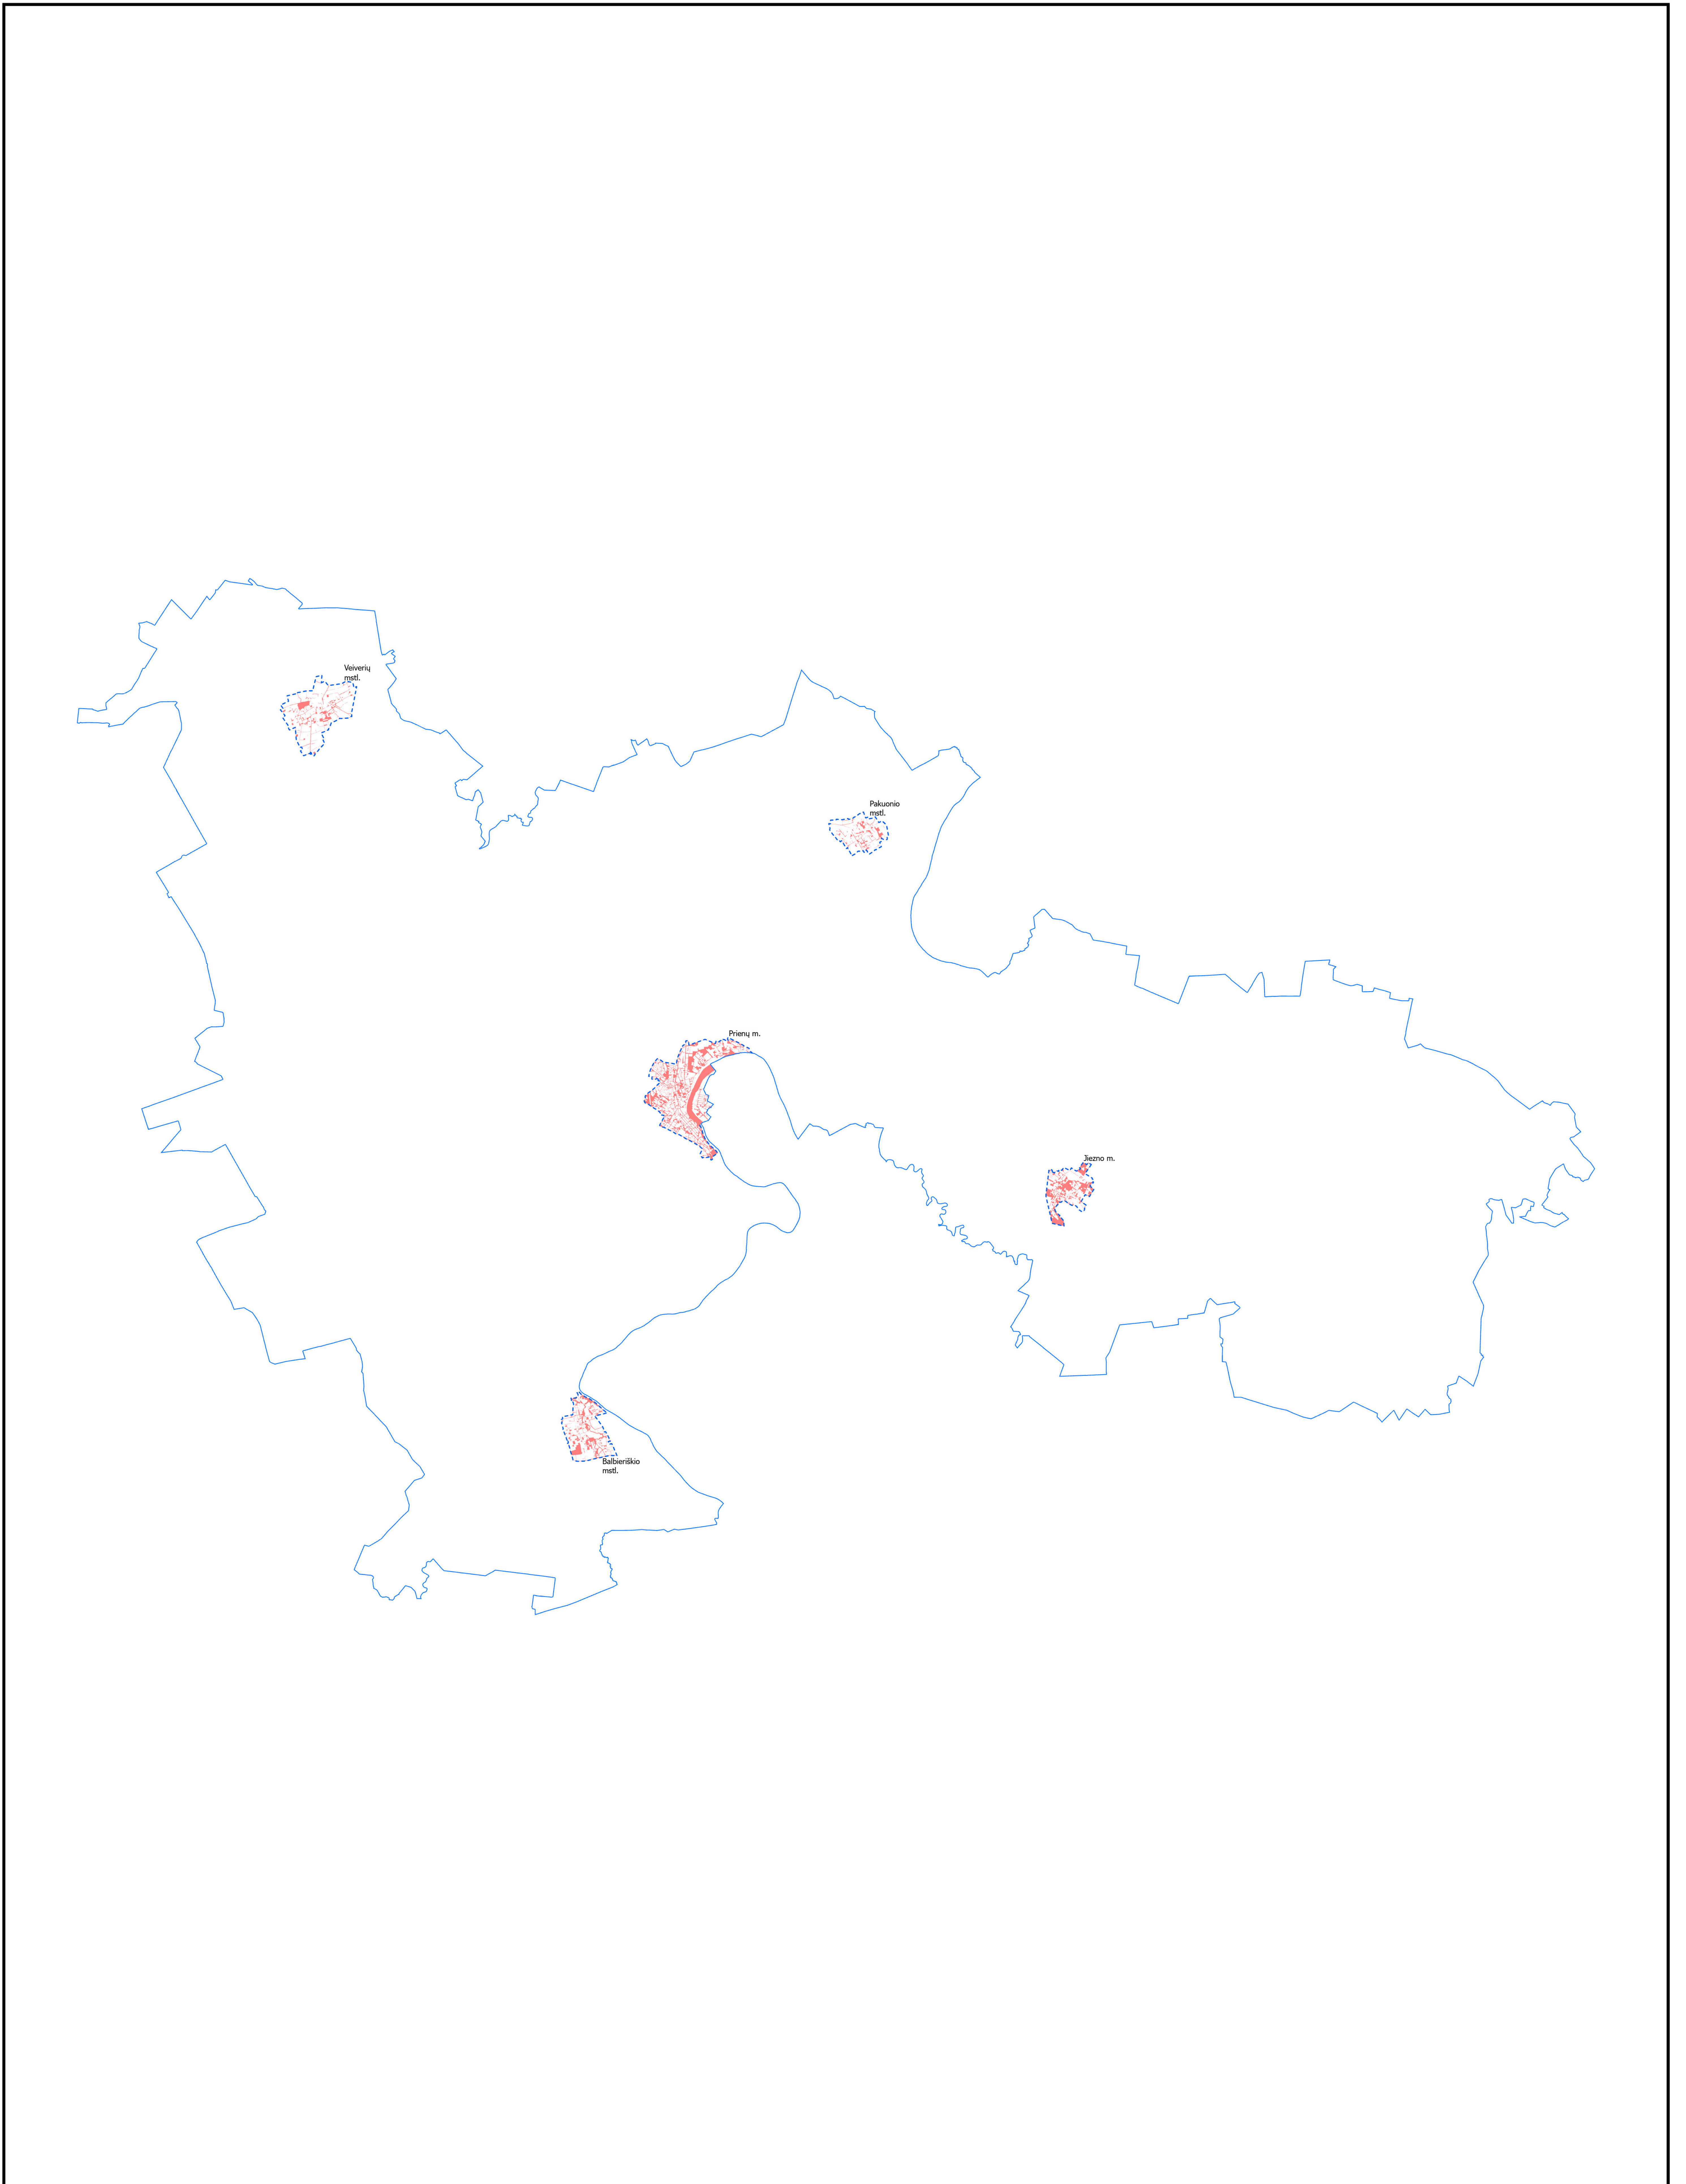 Veiverių
mstl.
Pakuonio
mstl.
Prienų m.
Jiezno m.
Balbieriškio
mstl.